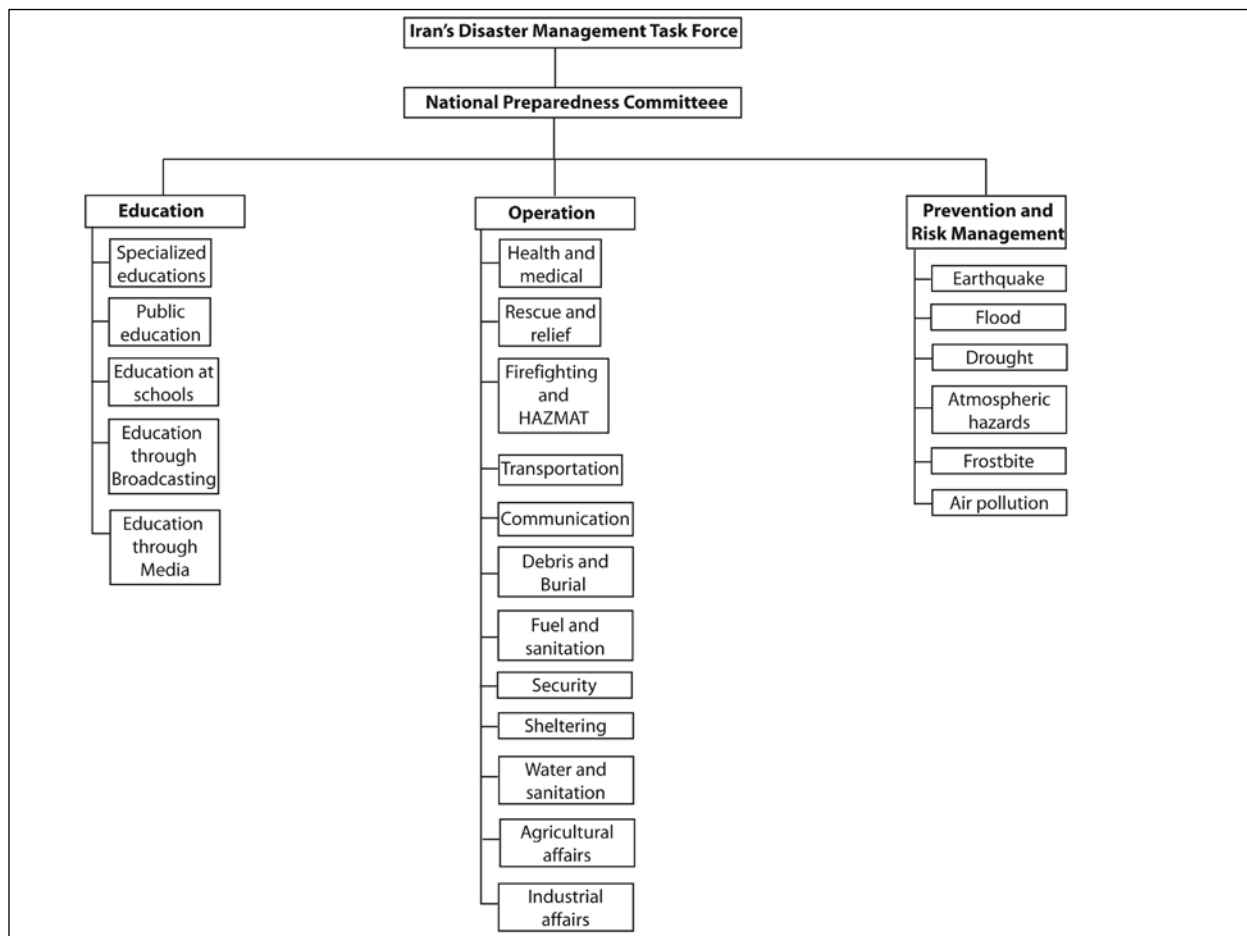 Iran's Disaster Management Task Force
National Preparedness Committeee
Education
Specialized
educations
Public
education
Education at
schools
Education
through
Broadcasting
Education
through
Media
Operation
Health and
medical
Rescue and
relief
Firefighting
and
HAZMAT
Transportation
Communication
Debris and
Burial
Fuel and
sanitation
Security
Sheltering
Water and
sanitation
Agricultural
affairs
Industrial
affairs
Prevention and
Risk Management
Earthquake
Flood
Drought
Atmospheric
hazards
Frostbite
Air pollution